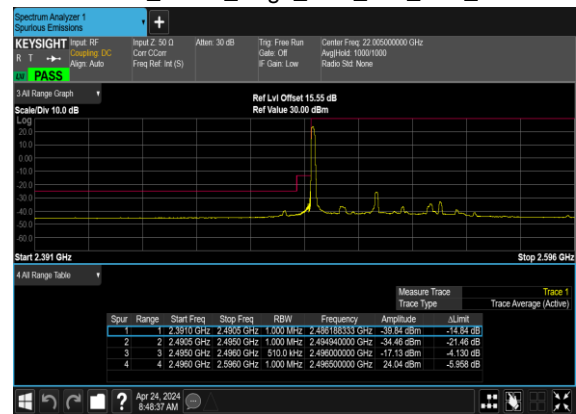 Spectrum Analyzer 1
Spurious Emissions
KEYSIGHT Input: RF Input Z: 50 Ω Atten: 30 dB Trig: Free Run Center Freq: 22.005000000 GHz
R T Coupling: DC Corr CCorr Gate: Off Avg|Hold: 1000/1000
Align: Auto Freq Ref: Int (S) IF Gain: Low Radio Std: None
LV PASS
3 All Range Graph
Ref Lvl Offset 15.55 dB
Scale/Div 10.0 dB Ref Value 30.00 dBm
Log
20.0
10.0
0.00
-10.0
-20.0
-30.0
-40.0
-50.0
-60.0
Start 2.391 GHz Stop 2.596 GHz
4 All Range Table
Measure Trace Trace 1
Trace Type Trace Average (Active)
Spur Range Start Freq Stop Freq RBW Frequency Amplitude ΔLimit
1 1 2.3910 GHz 2.4905 GHz 1.000 MHz 2.486188333 GHz -39.84 dBm -14.84 dB
2 2 2.4905 GHz 2.4950 GHz 1.000 MHz 2.494940000 GHz -34.46 dBm -21.46 dB
3 3 2.4950 GHz 2.4960 GHz 510.0 kHz 2.496000000 GHz -17.13 dBm -4.130 dB
4 4 2.4960 GHz 2.5960 GHz 1.000 MHz 2.496500000 GHz 24.04 dBm -5.958 dB
? Apr 24, 2024
8:48:37 AM